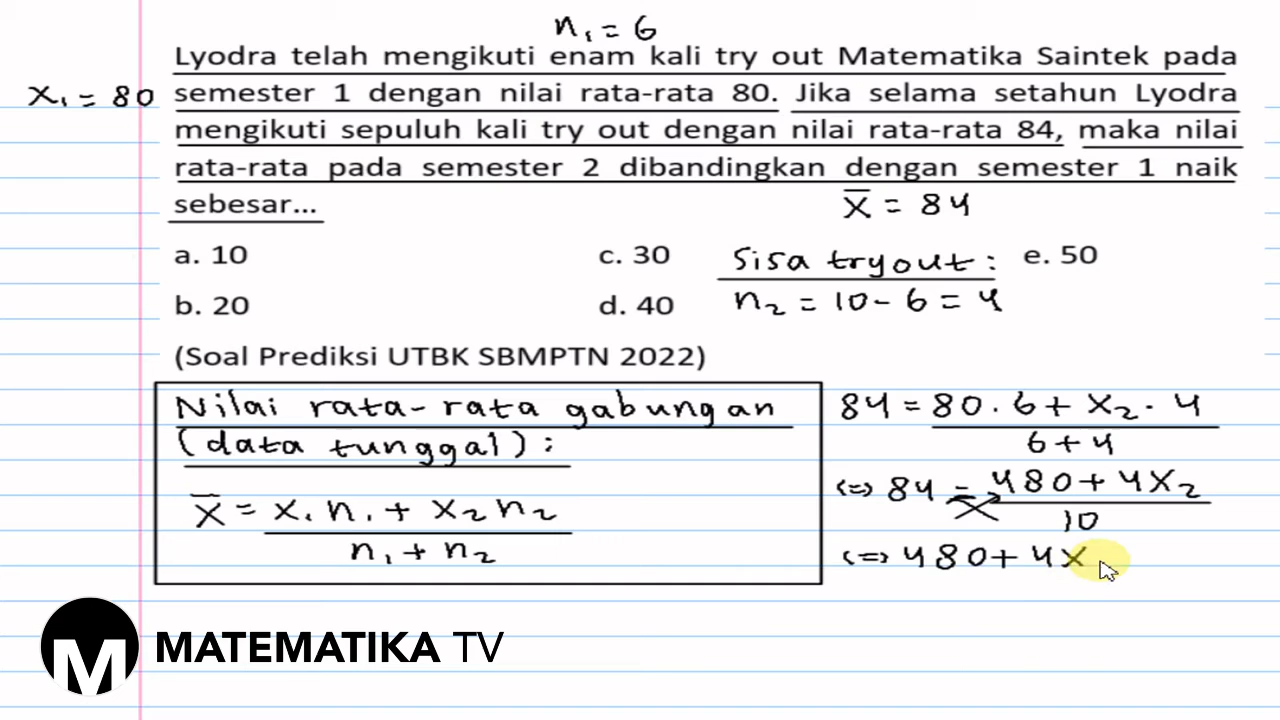 n₁ = 6
Lyodra telah mengikuti enam kali try out Matematika Saintek pada
x₁ = 80 semester 1 dengan nilai rata-rata 80. Jika selama setahun Lyodra
mengikuti sepuluh kali try out dengan nilai rata-rata 84, maka nilai
rata-rata pada semester 2 dibandingkan dengan semester 1 naik
sebesar...
x̅ = 84
a. 10 c. 30 e. 50
b. 20 d. 40
Sisa tryout:
n₂ = 10 - 6 = 4
(Soal Prediksi UTBK SBMPTN 2022)
Nilai rata-rata gabungan
(data tunggal):
x̅ = x₁ n₁ + x₂ n₂
n₁ + n₂
84 = 80 . 6 + x₂ . 4
6 + 4
<=> 84 = 480 + 4x₂
10
<=> 480 + 4x
M MATEMATIKA TV